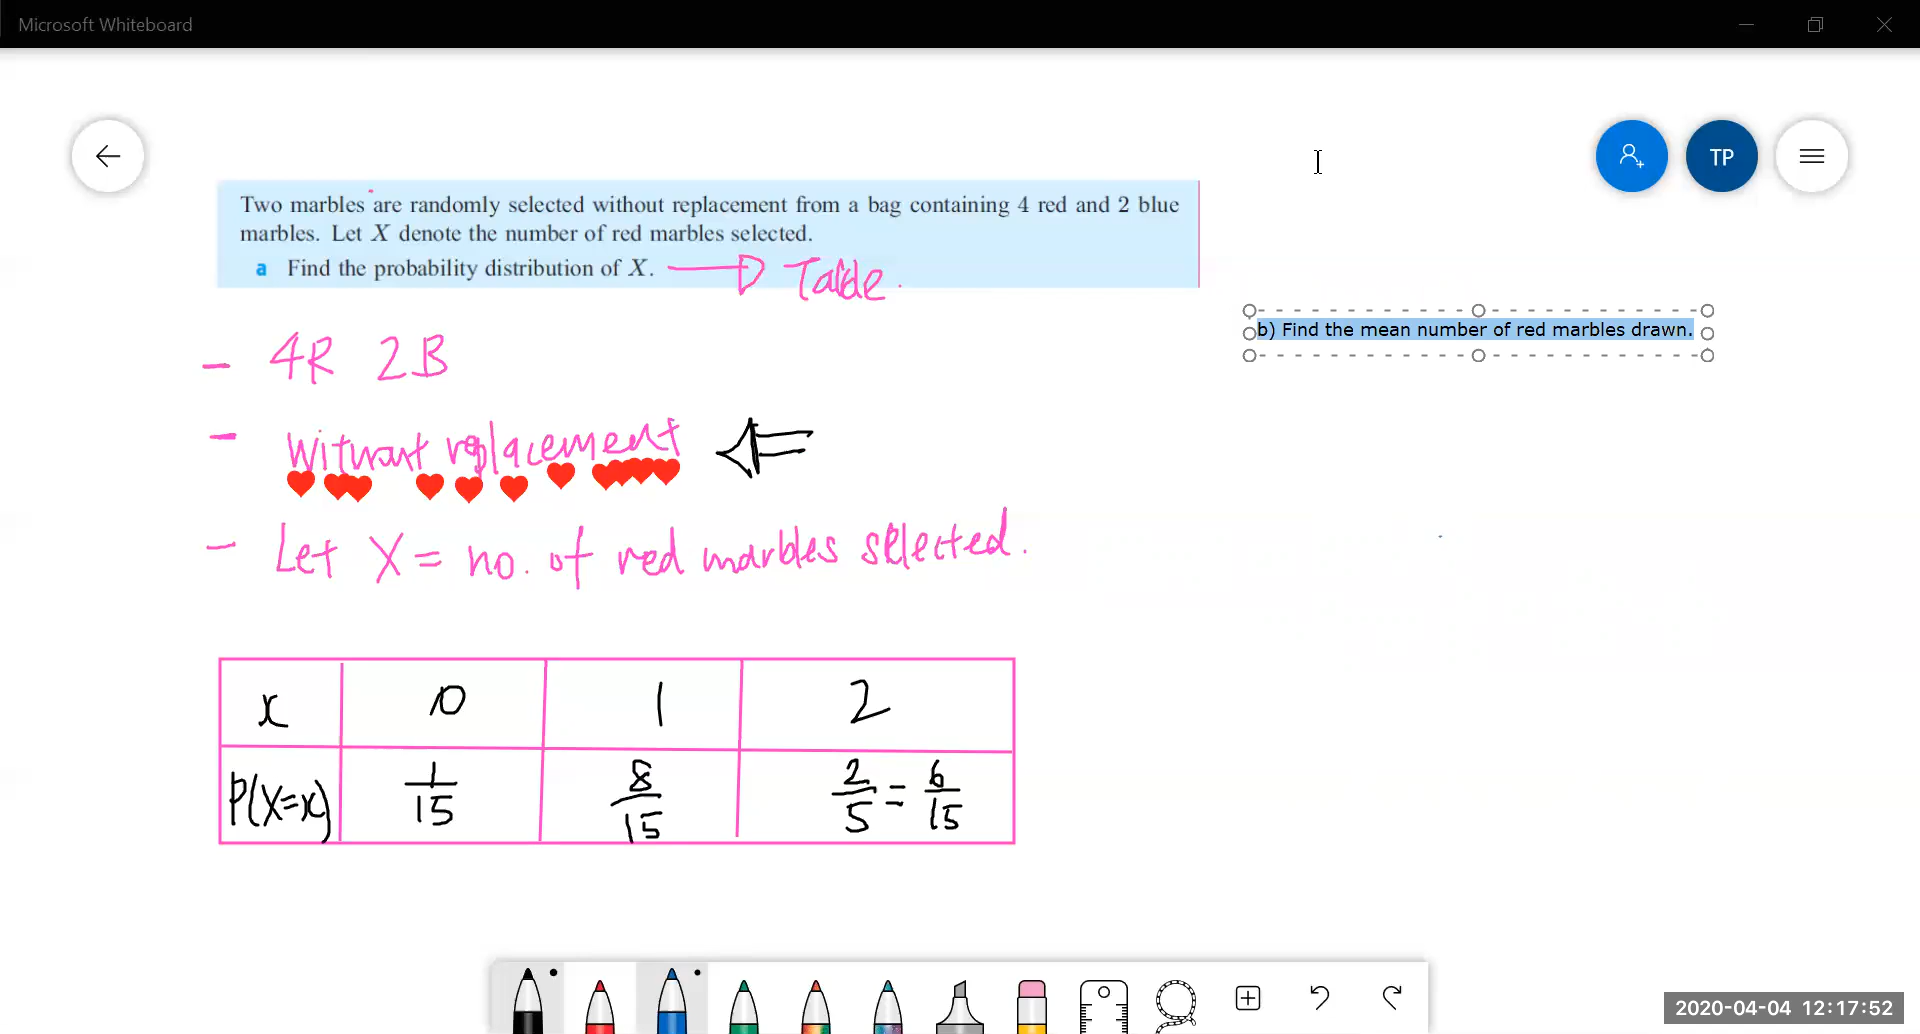 Microsoft Whiteboard
TP
Two marbles are randomly selected without replacement from a bag containing 4 red and 2 blue
marbles. Let X denote the number of red marbles selected.
a Find the probability distribution of X. → Table.
b) Find the mean number of red marbles drawn.
- 4R 2B
- Without replacement ⇐
- Let X = no. of red marbles selected.
x 0 1 2
P(X=x) 1/15 8/15 2/5 = 6/15
2020-04-04 12:17:52